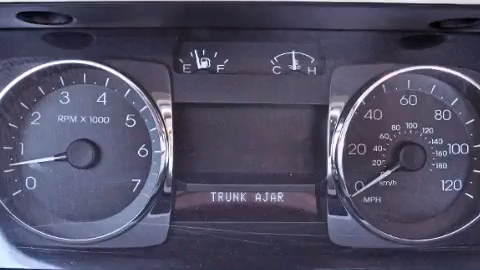 E F C H
3 4
2 5
RPM X 1000
1 6
0 7
60
40 80
80 100 120
60 140
40 160
20 180
20 100
0 km/h
0 120
MPH
TRUNK AJAR